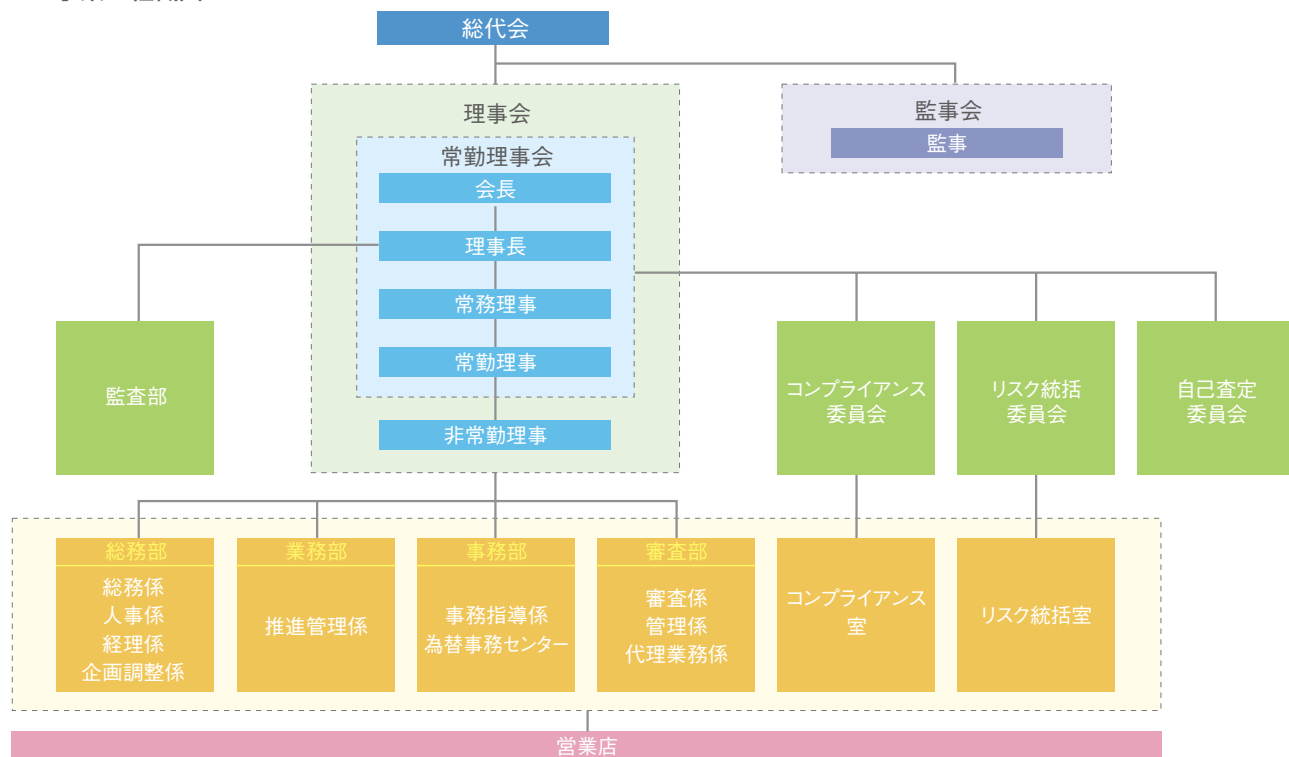 総代会
理事会
監事会
監事
常勤理事会
会長
理事長
常務理事
常勤理事
非常勤理事
監査部
コンプライアンス
委員会
リスク統括
委員会
自己査定
委員会
総務部
総務係
人事係
経理係
企画調整係
業務部
推進管理係
事務部
事務指導係
為替事務センター
審査部
審査係
管理係
代理業務係
コンプライアンス
室
リスク統括室
営業店